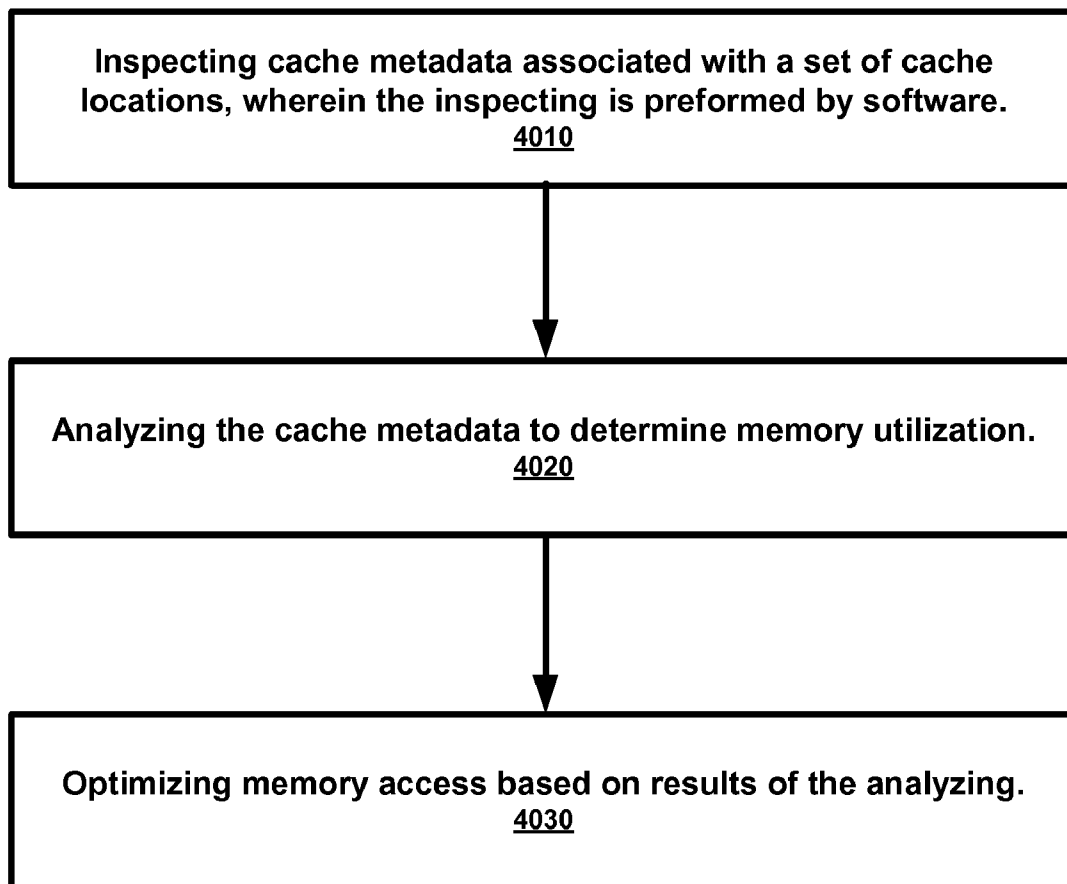 Inspecting cache metadata associated with a set of cache
locations, wherein the inspecting is preformed by software.
4010
Analyzing the cache metadata to determine memory utilization.
4020
Optimizing memory access based on results of the analyzing.
4030